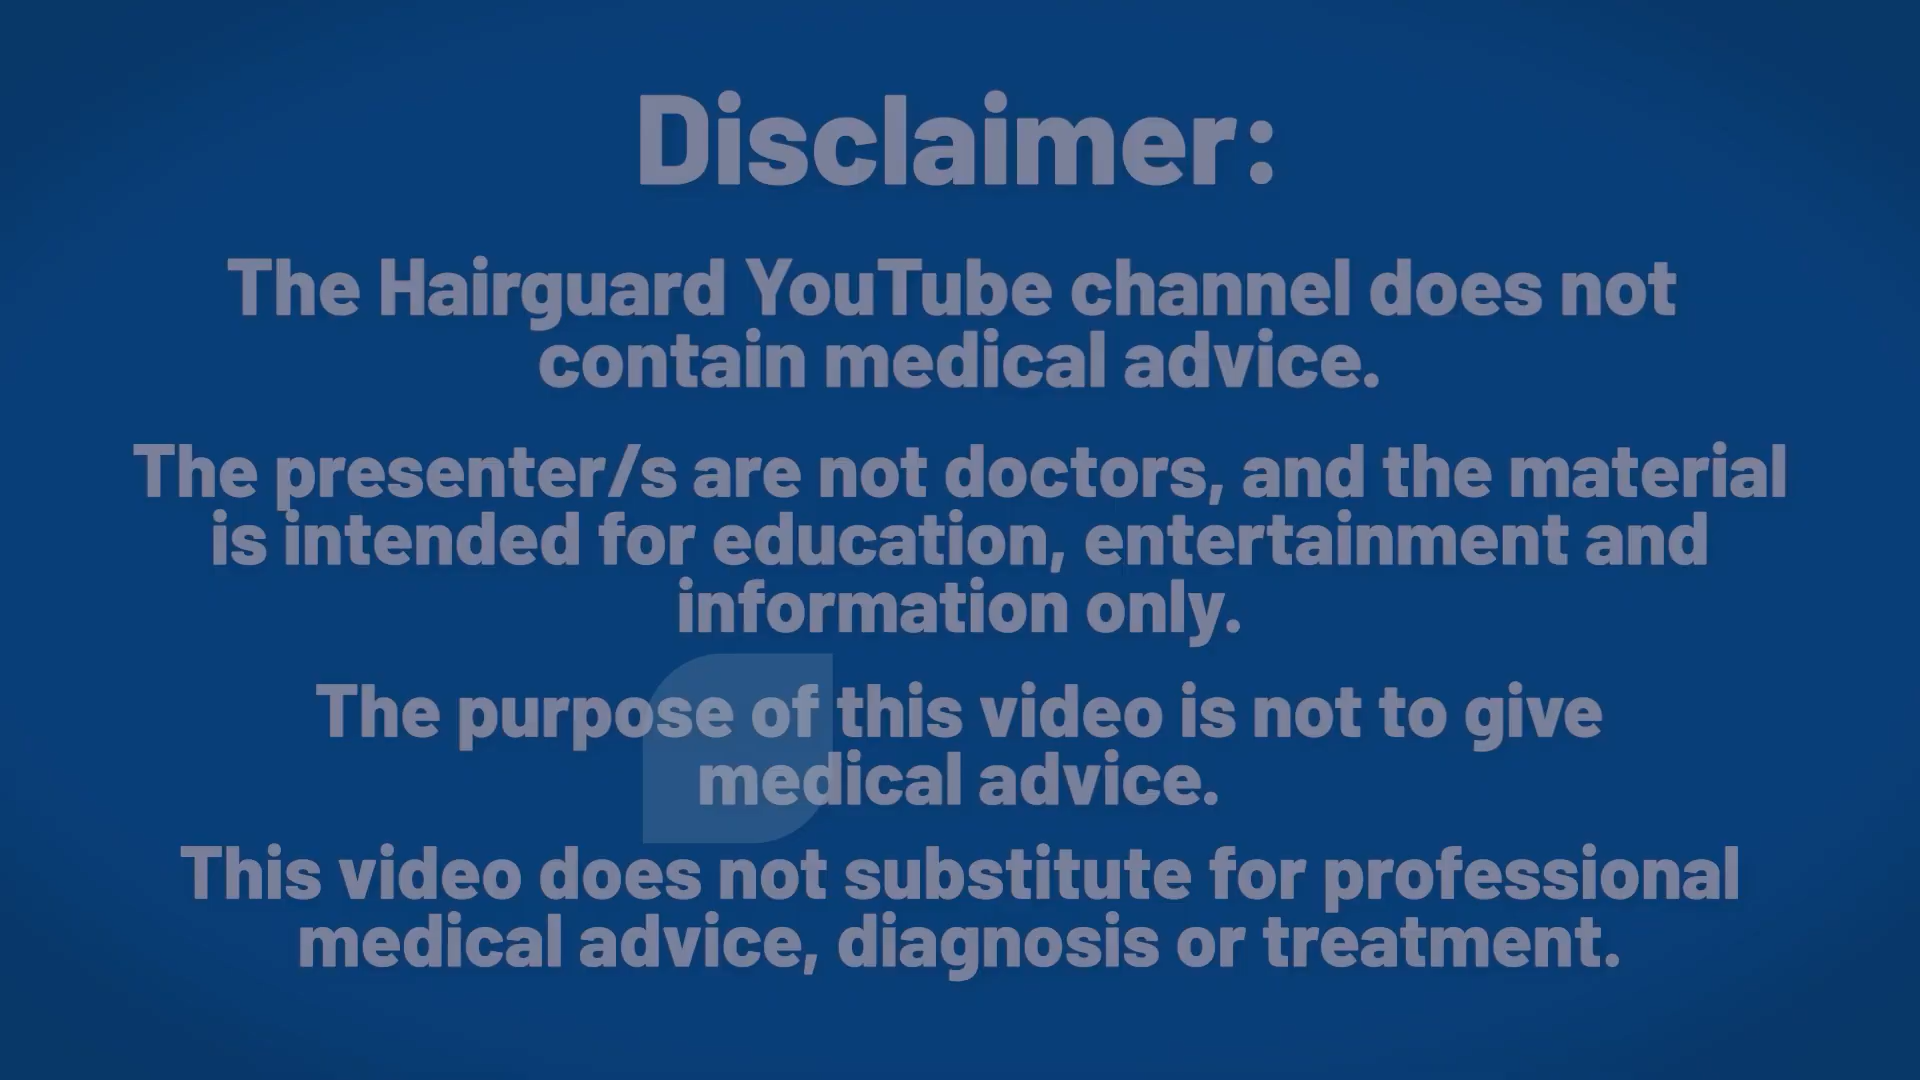 Disclaimer:
The Hairguard YouTube channel does not
contain medical advice.
The presenter/s are not doctors, and the material
is intended for education, entertainment and
information only.
The purpose of this video is not to give
medical advice.
This video does not substitute for professional
medical advice, diagnosis or treatment.